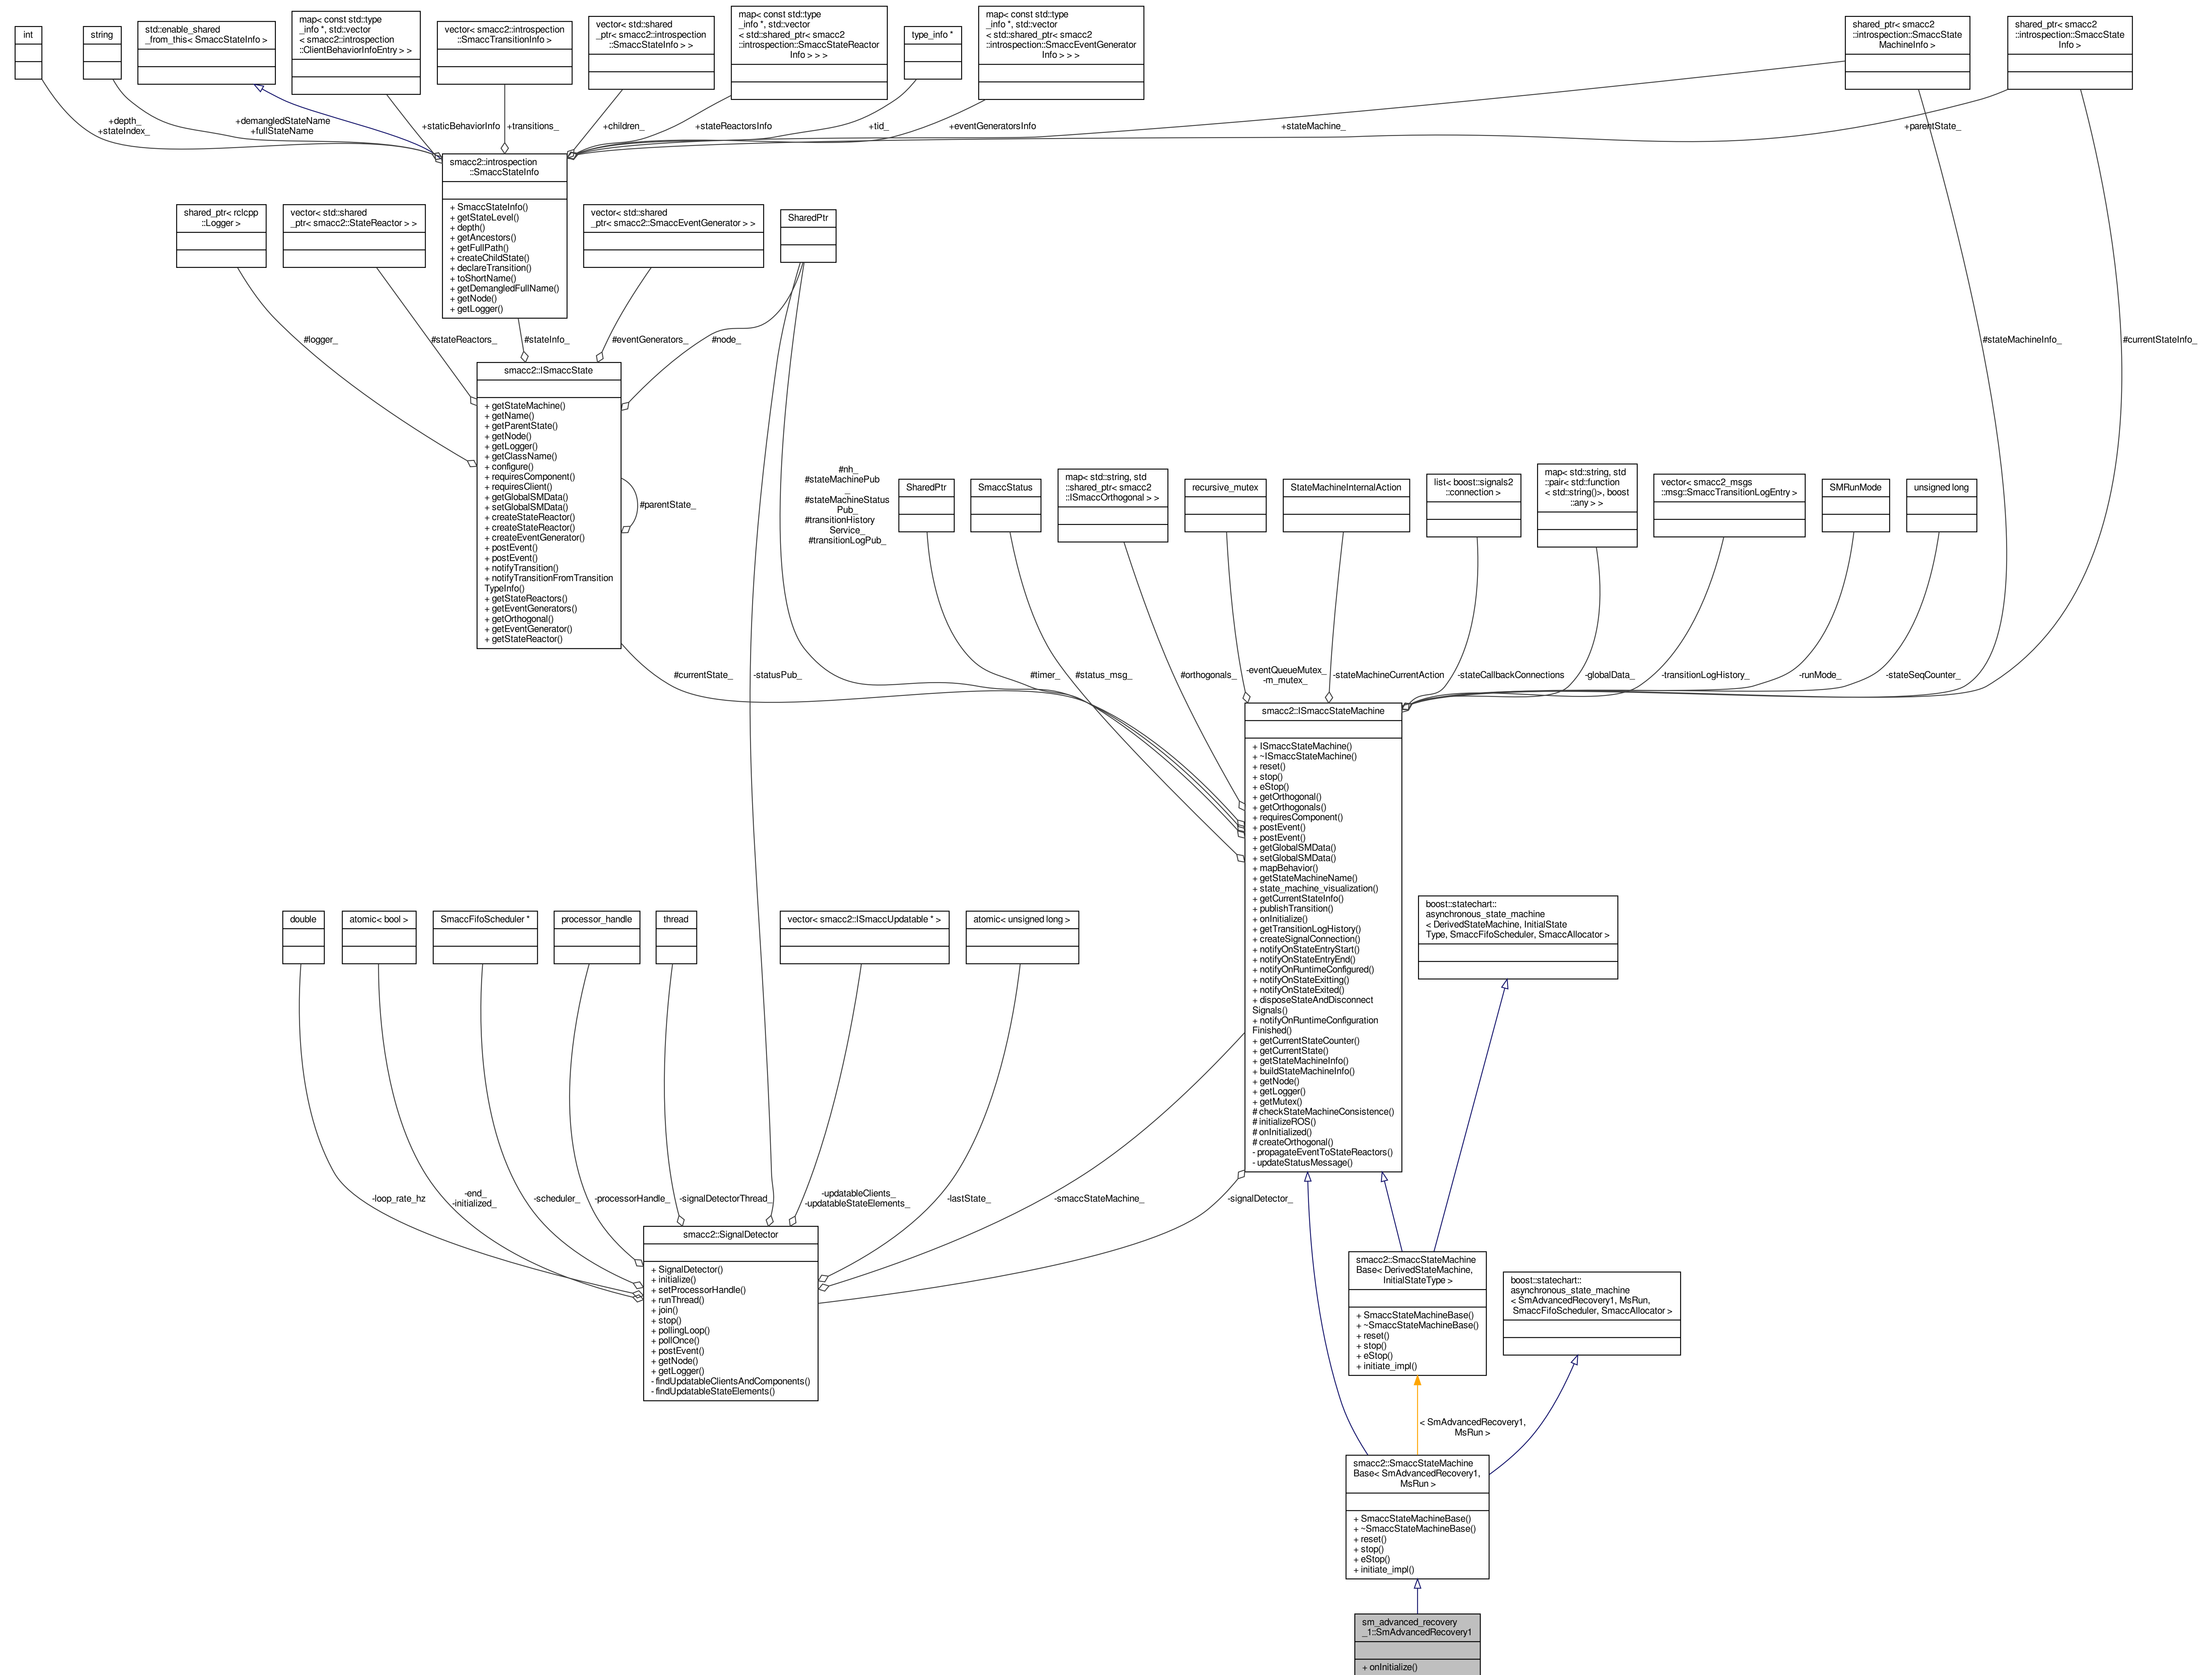 int
string
std::enable_shared
_from_this< SmaccStateInfo >
map< const std::type
_info *, std::vector
< smacc2::introspection
::ClientBehaviorInfoEntry > >
vector< smacc2::introspection
::SmaccTransitionInfo >
vector< std::shared
_ptr< smacc2::introspection
::SmaccStateInfo > >
map< const std::type
_info *, std::vector
< std::shared_ptr< smacc2
::introspection::SmaccStateReactor
Info > > >
type_info *
map< const std::type
_info *, std::vector
< std::shared_ptr< smacc2
::introspection::SmaccEventGenerator
Info > > >
shared_ptr< smacc2
::introspection::SmaccState
MachineInfo >
shared_ptr< smacc2
::introspection::SmaccState
Info >
+depth_
+stateIndex_
+demangledStateName
+fullStateName
+staticBehaviorInfo
+transitions_
+children_
+stateReactorsInfo
+tid_
+eventGeneratorsInfo
+stateMachine_
+parentState_
smacc2::introspection
::SmaccStateInfo
+ SmaccStateInfo()
+ getStateLevel()
+ depth()
+ getAncestors()
+ getFullPath()
+ createChildState()
+ declareTransition()
+ toShortName()
+ getDemangledFullName()
+ getNode()
+ getLogger()
shared_ptr< rclcpp
::Logger >
vector< std::shared
_ptr< smacc2::StateReactor > >
vector< std::shared
_ptr< smacc2::SmaccEventGenerator > >
SharedPtr
#logger_
#stateReactors_
#stateInfo_
#eventGenerators_
#node_
#stateMachineInfo_
#currentStateInfo_
smacc2::ISmaccState
+ getStateMachine()
+ getName()
+ getParentState()
+ getNode()
+ getLogger()
+ getClassName()
+ configure()
+ requiresComponent()
+ requiresClient()
+ getGlobalSMData()
+ setGlobalSMData()
+ createStateReactor()
+ createStateReactor()
+ createEventGenerator()
+ postEvent()
+ postEvent()
+ notifyTransition()
+ notifyTransitionFromTransition
TypeInfo()
+ getStateReactors()
+ getEventGenerators()
+ getOrthogonal()
+ getEventGenerator()
+ getStateReactor()
#parentState_
#nh_
#stateMachinePub
_
#stateMachineStatus
Pub_
#transitionHistory
Service_
#transitionLogPub_
SharedPtr
SmaccStatus
map< std::string, std
::shared_ptr< smacc2
::ISmaccOrthogonal > >
recursive_mutex
StateMachineInternalAction
list< boost::signals2
::connection >
map< std::string, std
::pair< std::function
< std::string()>, boost
::any > >
vector< smacc2_msgs
::msg::SmaccTransitionLogEntry >
SMRunMode
unsigned long
#currentState_
-statusPub_
#timer_
#status_msg_
#orthogonals_
-eventQueueMutex_
-m_mutex_
-stateMachineCurrentAction
-stateCallbackConnections
-globalData_
-transitionLogHistory_
-runMode_
-stateSeqCounter_
smacc2::ISmaccStateMachine
+ ISmaccStateMachine()
+ ~ISmaccStateMachine()
+ reset()
+ stop()
+ eStop()
+ getOrthogonal()
+ getOrthogonals()
+ requiresComponent()
+ postEvent()
+ postEvent()
+ getGlobalSMData()
+ setGlobalSMData()
+ mapBehavior()
+ getStateMachineName()
+ state_machine_visualization()
+ getCurrentStateInfo()
+ publishTransition()
+ onInitialize()
+ getTransitionLogHistory()
+ createSignalConnection()
+ notifyOnStateEntryStart()
+ notifyOnStateEntryEnd()
+ notifyOnRuntimeConfigured()
+ notifyOnStateExitting()
+ notifyOnStateExited()
+ disposeStateAndDisconnect
Signals()
+ notifyOnRuntimeConfiguration
Finished()
+ getCurrentStateCounter()
+ getCurrentState()
+ getStateMachineInfo()
+ buildStateMachineInfo()
+ getNode()
+ getLogger()
+ getMutex()
# checkStateMachineConsistence()
# initializeROS()
# onInitialized()
# createOrthogonal()
- propagateEventToStateReactors()
- updateStatusMessage()
double
atomic< bool >
SmaccFifoScheduler *
processor_handle
thread
vector< smacc2::ISmaccUpdatable * >
atomic< unsigned long >
boost::statechart::
asynchronous_state_machine
< DerivedStateMachine, InitialState
Type, SmaccFifoScheduler, SmaccAllocator >
-loop_rate_hz
-end_
-initialized_
-scheduler_
-processorHandle_
-signalDetectorThread_
-updatableClients_
-updatableStateElements_
-lastState_
-smaccStateMachine_
-signalDetector_
smacc2::SignalDetector
+ SignalDetector()
+ initialize()
+ setProcessorHandle()
+ runThread()
+ join()
+ stop()
+ pollingLoop()
+ pollOnce()
+ postEvent()
+ getNode()
+ getLogger()
- findUpdatableClientsAndComponents()
- findUpdatableStateElements()
smacc2::SmaccStateMachine
Base< DerivedStateMachine,
InitialStateType >
+ SmaccStateMachineBase()
+ ~SmaccStateMachineBase()
+ reset()
+ stop()
+ eStop()
+ initiate_impl()
boost::statechart::
asynchronous_state_machine
< SmAdvancedRecovery1, MsRun,
SmaccFifoScheduler, SmaccAllocator >
< SmAdvancedRecovery1,
MsRun >
smacc2::SmaccStateMachine
Base< SmAdvancedRecovery1,
MsRun >
+ SmaccStateMachineBase()
+ ~SmaccStateMachineBase()
+ reset()
+ stop()
+ eStop()
+ initiate_impl()
sm_advanced_recovery
_1::SmAdvancedRecovery1
+ onInitialize()